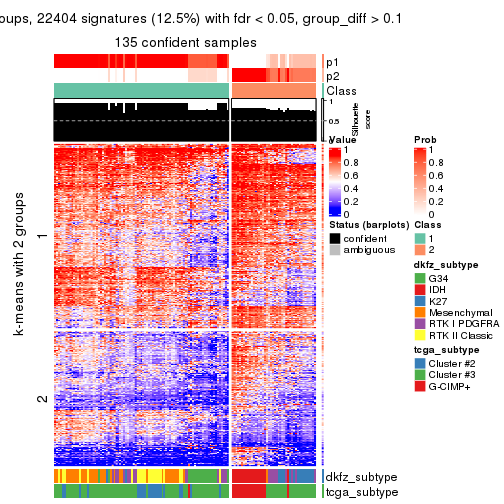 oups, 22404 signatures (12.5%) with fdr < 0.05, group_diff > 0.1
135 confident samples
p1
p2
Class
1
0.5
0
Silhouette
score
k-means with 2 groups
1
2
dkfz_subtype
tcga_subtype
Value
1
0.8
0.6
0.4
0.2
0
Status (barplots)
confident
ambiguous
Prob
1
0.8
0.6
0.4
0.2
0
Class
1
2
dkfz_subtype
G34
IDH
K27
Mesenchymal
RTK I PDGFRA
RTK II Classic
tcga_subtype
Cluster #2
Cluster #3
G-CIMP+